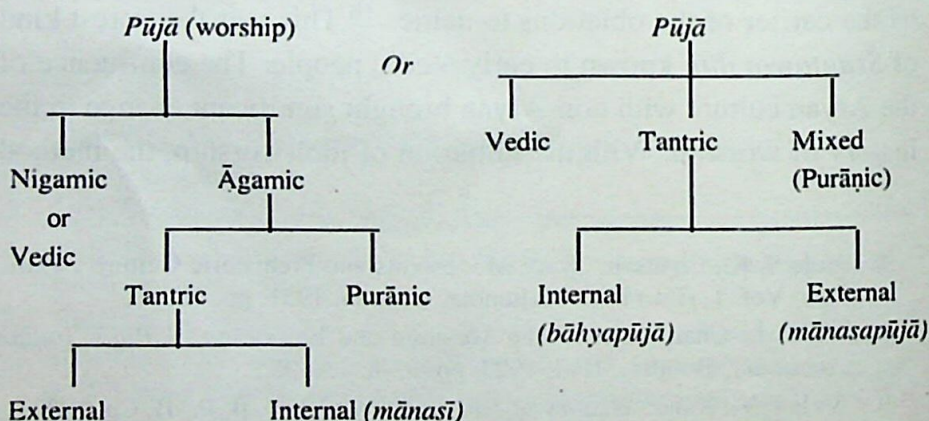 Pūjā (worship)
Or
Pūjā
Nigamic
or
Vedic
Āgamic
Tantric
Purānic
External
Internal (mānasī)
Vedic
Tantric
Mixed
(Purāṇic)
Internal
(bāhyapūjā)
External
(mānasapūjā)